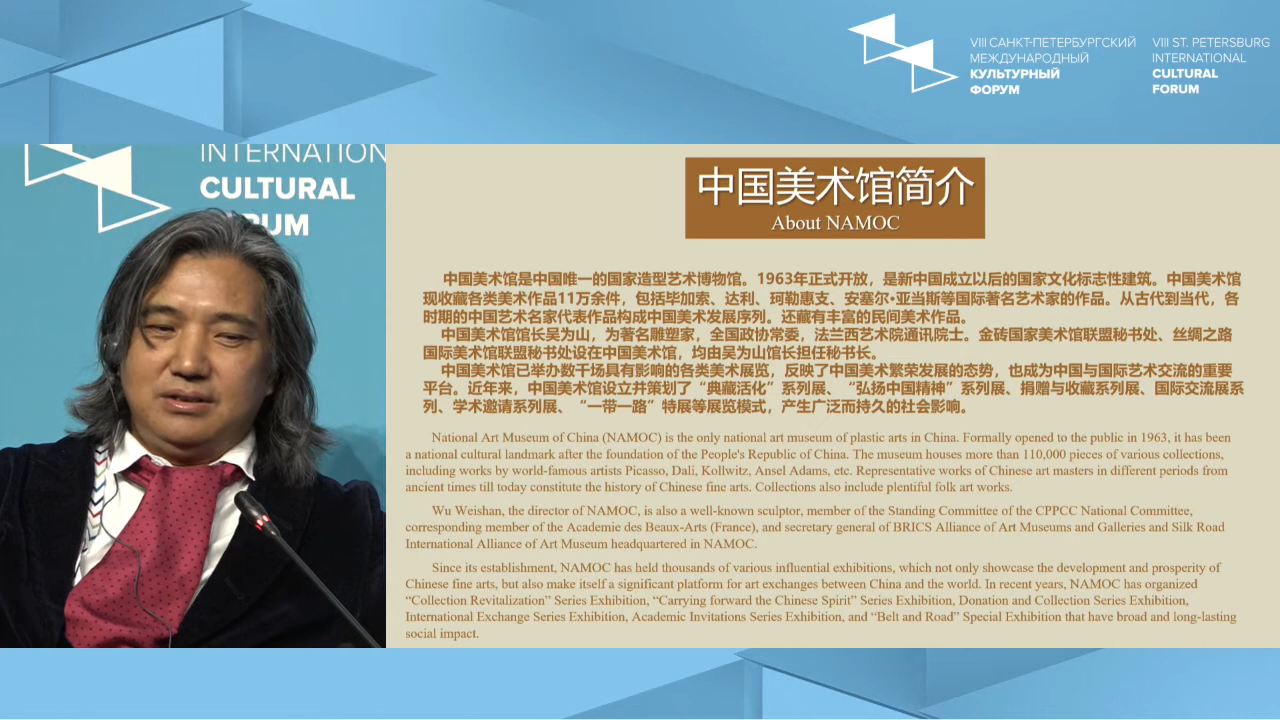 VIII САНКТ-ПЕТЕРБУРГСКИЙ
МЕЖДУНАРОДНЫЙ
КУЛЬТУРНЫЙ
ФОРУМ
VIII ST. PETERSBURG
INTERNATIONAL
CULTURAL
FORUM
INTERNATION
CULTURAL
FORUM
中国美术馆简介
About NAMOC
中国美术馆是中国唯一的国家造型艺术博物馆。1963年正式开放，是新中国成立以后的国家文化标志性建筑。中国美术馆
现收藏各类美术作品11万余件，包括毕加索、达利、珂勒惠支、安塞尔·亚当斯等国际著名艺术家的作品。从古代到当代，各
时期的中国艺术名家代表作品构成中国美术发展序列。还藏有丰富的民间美术作品。
中国美术馆馆长吴为山，为著名雕塑家，全国政协常委，法兰西艺术院通讯院士。金砖国家美术馆联盟秘书处、丝绸之路
国际美术馆联盟秘书处设在中国美术馆，均由吴为山馆长担任秘书长。
中国美术馆已举办数千场具有影响的各类美术展览，反映了中国美术繁荣发展的态势，也成为中国与国际艺术交流的重要
平台。近年来，中国美术馆设立并策划了“典藏活化”系列展、“弘扬中国精神”系列展、捐赠与收藏系列展、国际交流展系
列、学术邀请系列展、“一带一路”特展等展览模式，产生广泛而持久的社会影响。
National Art Museum of China (NAMOC) is the only national art museum of plastic arts in China. Formally opened to the public in 1963, it has been
a national cultural landmark after the foundation of the People's Republic of China. The museum houses more than 110,000 pieces of various collections,
including works by world-famous artists Picasso, Dalí, Kollwitz, Ansel Adams, etc. Representative works of Chinese art masters in different periods from
ancient times till today constitute the history of Chinese fine arts. Collections also include plentiful folk art works.
Wu Weishan, the director of NAMOC, is also a well-known sculptor, member of the Standing Committee of the CPPCC National Committee,
corresponding member of the Academie des Beaux-Arts (France), and secretary general of BRICS Alliance of Art Museums and Galleries and Silk Road
International Alliance of Art Museum headquartered in NAMOC.
Since its establishment, NAMOC has held thousands of various influential exhibitions, which not only showcase the development and prosperity of
Chinese fine arts, but also make itself a significant platform for art exchanges between China and the world. In recent years, NAMOC has organized
“Collection Revitalization” Series Exhibition, “Carrying forward the Chinese Spirit” Series Exhibition, Donation and Collection Series Exhibition,
International Exchange Series Exhibition, Academic Invitations Series Exhibition, and “Belt and Road” Special Exhibition that have broad and long-lasting
social impact.